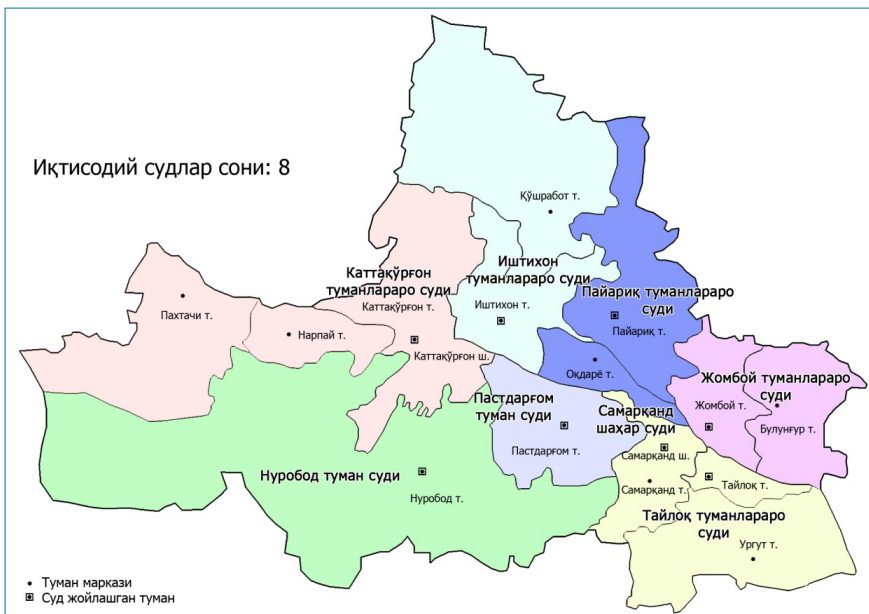 Иқтисодий судлар сони: 8
Қўшработ т.
Каттақўрғон
туманлараро суди
Иштихон
туманлараро суди
Пайариқ туманлараро
суди
Пахтачи т.
Каттақўрғон т.
Иштихон т.
Пайариқ т.
Нарпай т.
Каттақўрғон ш.
Оқдарё т.
Жомбой туманлараро
суди
Пастдарғом
туман суди
Самарқанд
шаҳар суди
Жомбой т.
Булунғур т.
Пастдарғом т.
Самарқанд ш.
Нуробод туман суди
Нуробод т.
Самарқанд т.
Тайлоқ т.
Тайлоқ туманлараро
суди
Ургут т.
Туман маркази
Суд жойлашган туман